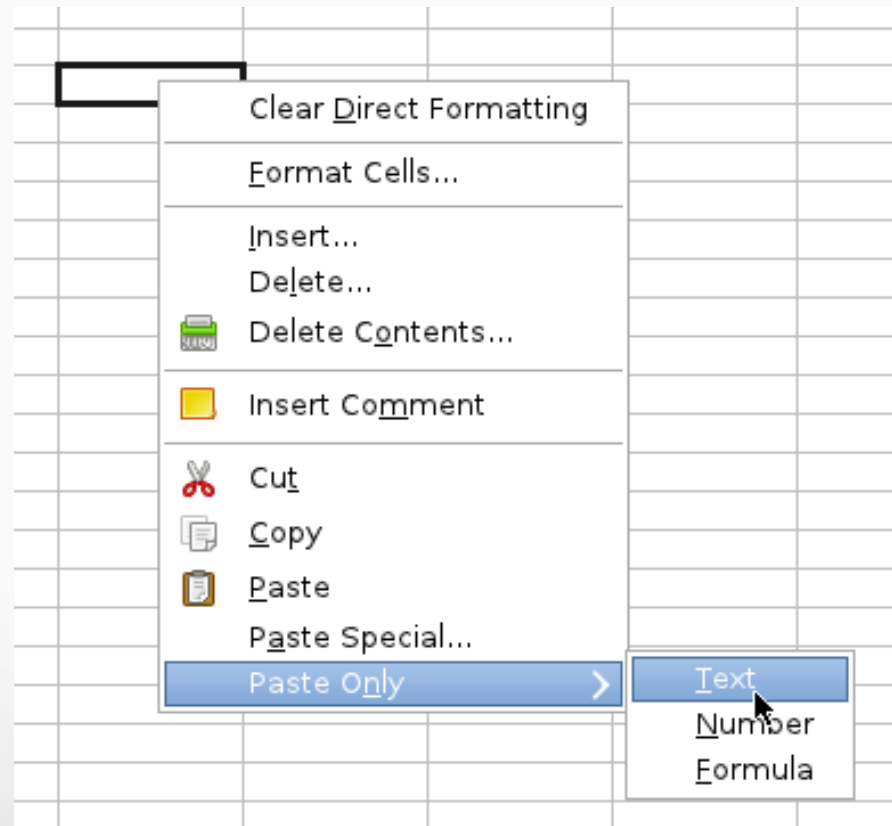 Clear Direct Formatting
Format Cells...
Insert...
Delete...
Delete Contents...
Insert Comment
Cut
Copy
Paste
Paste Special...
Paste Only
Text
Number
Formula